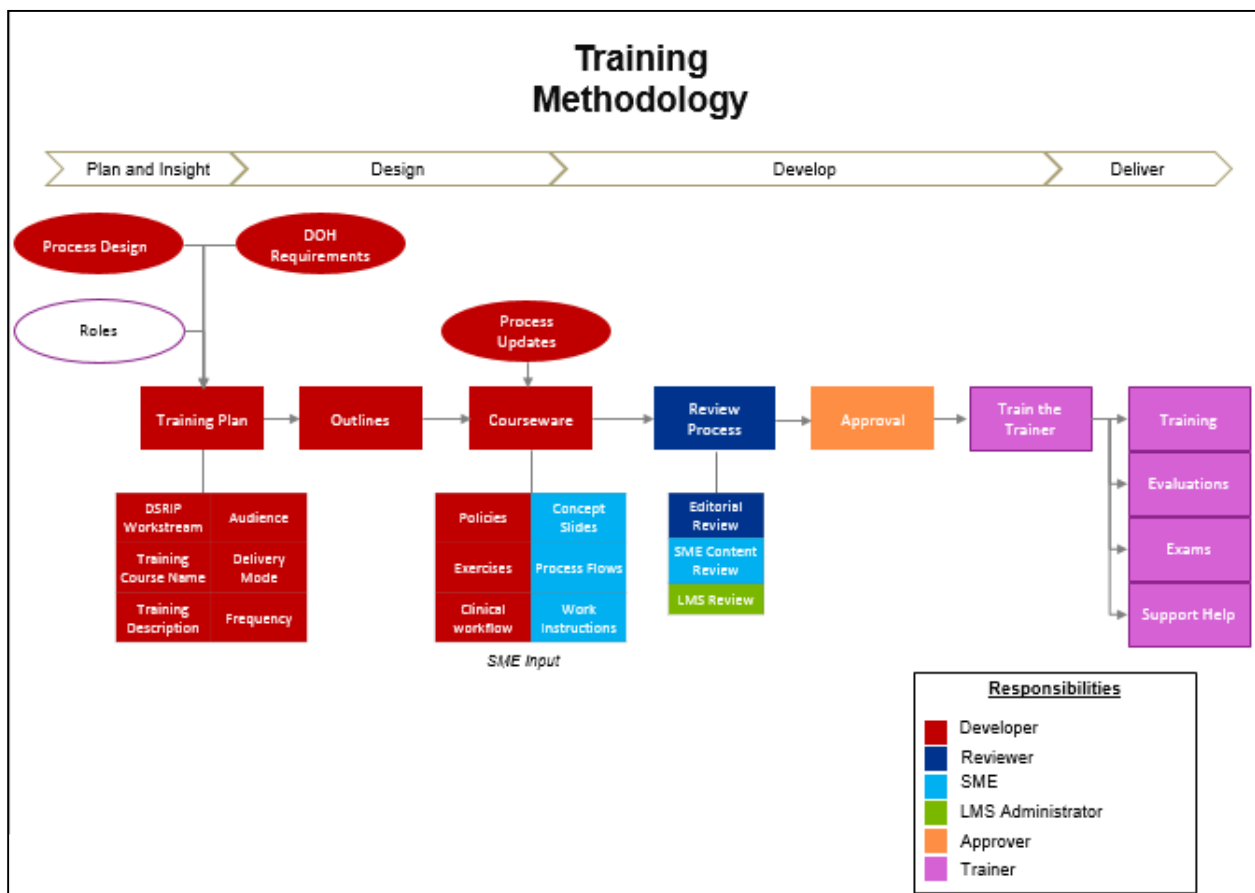 Training
Methodology
Plan and Insight
Design
Develop
Deliver
Process Design
DOH
Requirements
Roles
Process
Updates
Training Plan
Outlines
Courseware
Review
Process
Approval
Train the
Trainer
Training
Evaluations
Exams
Support Help
DSRIP
Workstream
Audience
Training
Course Name
Delivery
Mode
Training
Description
Frequency
Policies
Concept
Slides
Exercises
Process Flows
Clinical
workflow
Work
Instructions
SME Input
Editorial
Review
SME Content
Review
LMS Review
Responsibilities
Developer
Reviewer
SME
LMS Administrator
Approver
Trainer